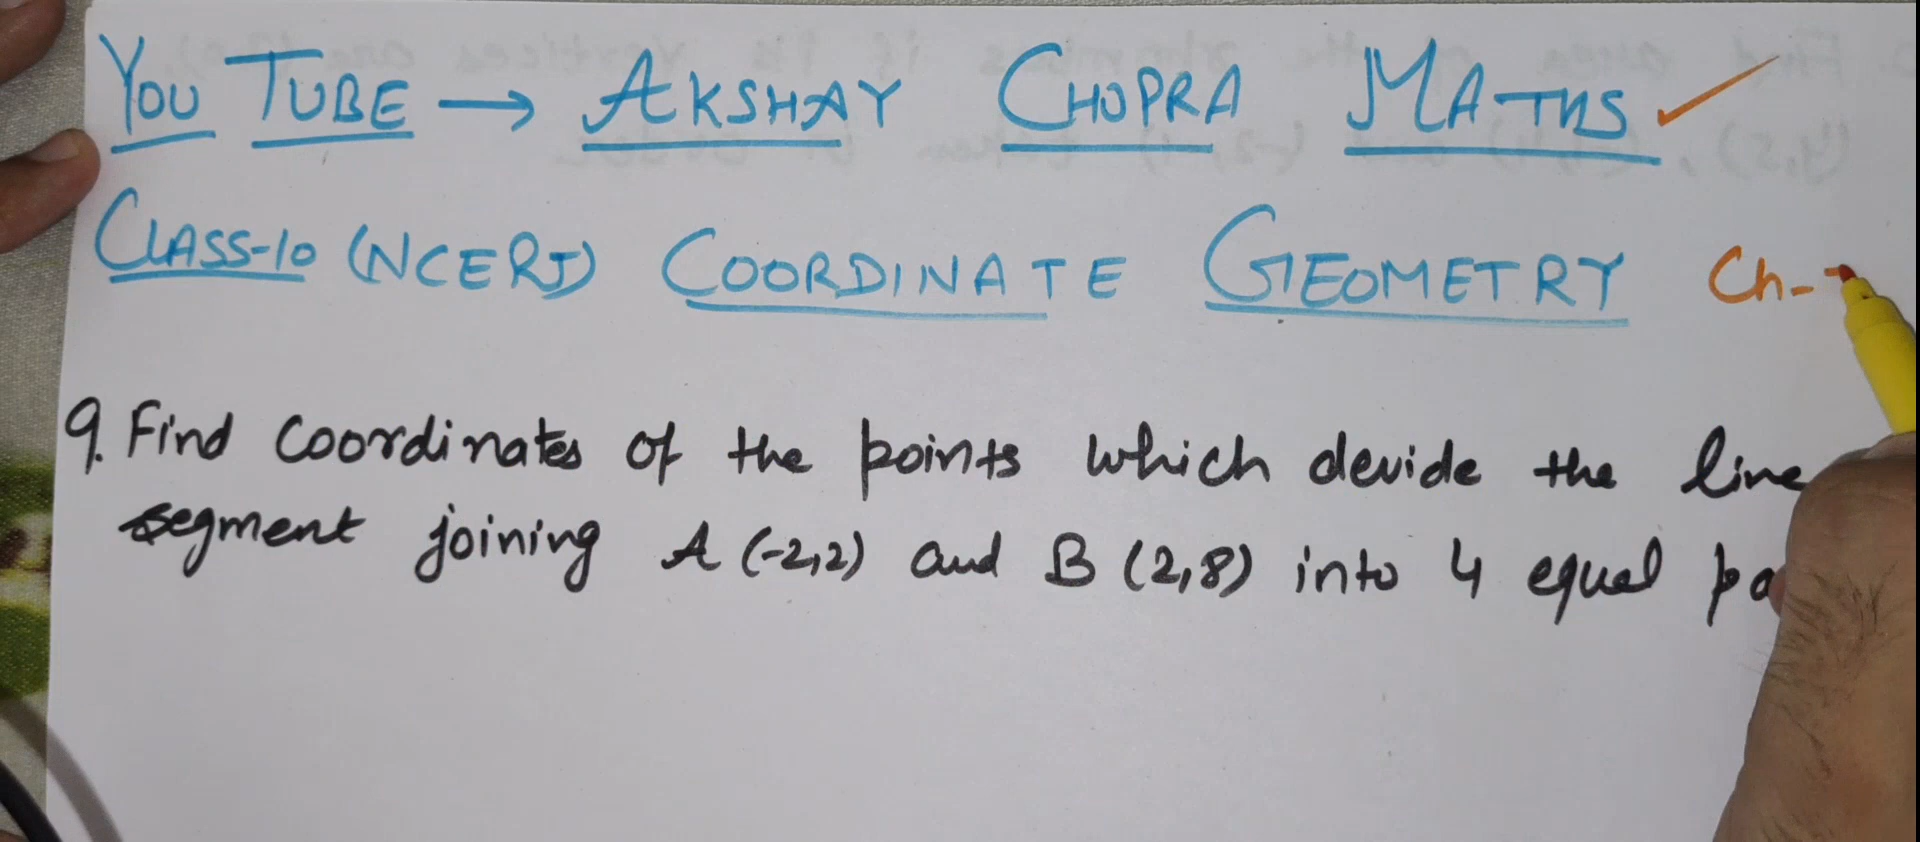 YOU TUBE → AKSHAY CHOPRA MATHS ✓
CLASS-10 (NCERT) COORDINATE GEOMETRY Ch-
9. Find coordinates of the points which devide the line
segment joining A (-2,2) and B (2,8) into 4 equal pa